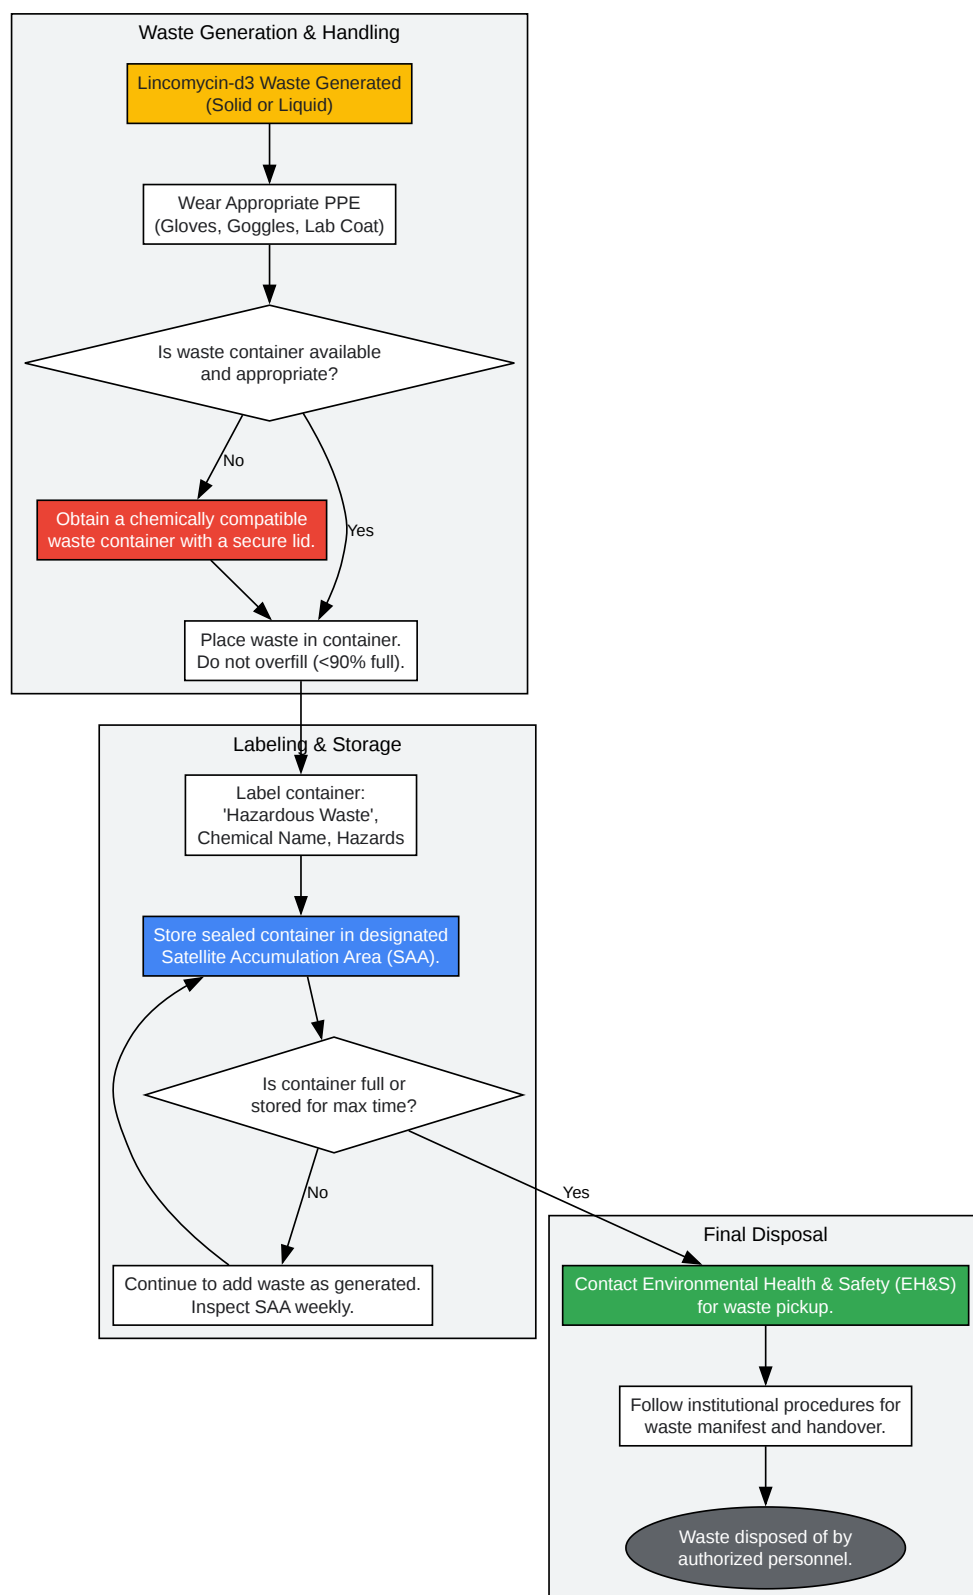 Waste Generation & Handling
Lincomycin-d3 Waste Generated
(Solid or Liquid)
Wear Appropriate PPE
(Gloves, Goggles, Lab Coat)
Is waste container available
and appropriate?
No
Yes
Obtain a chemically compatible
waste container with a secure lid.
Place waste in container.
Do not overfill (<90% full).
Labeling & Storage
Label container:
'Hazardous Waste',
Chemical Name, Hazards
Store sealed container in designated
Satellite Accumulation Area (SAA).
Is container full or
stored for max time?
No
Yes
Continue to add waste as generated.
Inspect SAA weekly.
Final Disposal
Contact Environmental Health & Safety (EH&S)
for waste pickup.
Follow institutional procedures for
waste manifest and handover.
Waste disposed of by
authorized personnel.